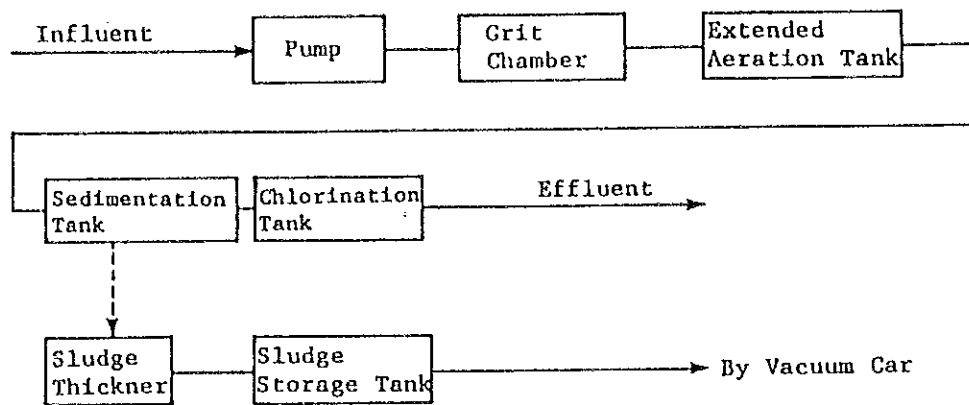 Influent
Pump
Grit
Chamber
Extended
Aeration Tank
Sedimentation
Tank
Chlorination
Tank
Effluent
Sludge
Thickner
Sludge
Storage Tank
By Vacuum Car